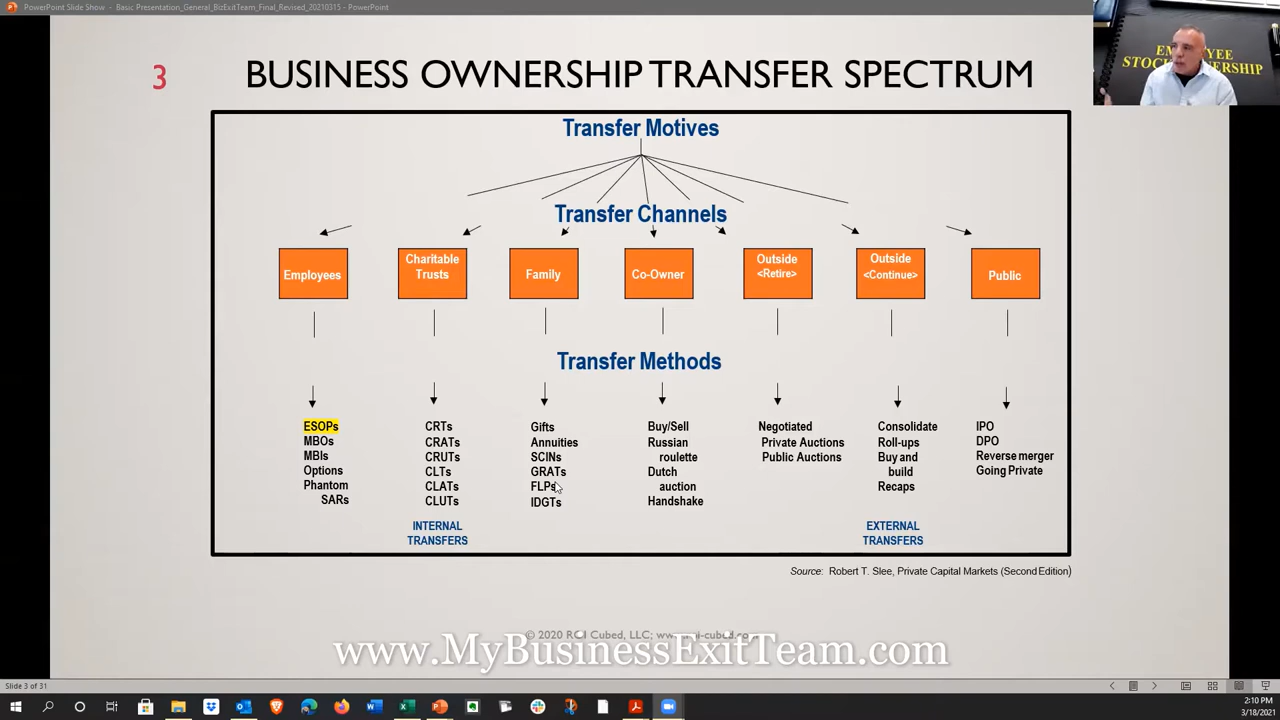 PowerPoint Slide Show - Basic Presentation_General_BizExitTeam_Final_Revised_20210315 - PowerPoint
EMPLOYEE
STOCK OWNERSHIP
3
BUSINESS OWNERSHIP TRANSFER SPECTRUM
Transfer Motives
Transfer Channels
Employees
Charitable
Trusts
Family
Co-Owner
Outside
<Retire>
Outside
<Continue>
Public
Transfer Methods
ESOPs
MBOs
MBIs
Options
Phantom
SARs
CRTs
CRATs
CRUTs
CLTs
CLATs
CLUTs
INTERNAL
TRANSFERS
Gifts
Annuities
SCINs
GRATs
FLPs
IDGTs
Buy/Sell
Russian
roulette
Dutch
auction
Handshake
Negotiated
Private Auctions
Public Auctions
Consolidate
Roll-ups
Buy and
build
Recaps
EXTERNAL
TRANSFERS
IPO
DPO
Reverse merger
Going Private
Source: Robert T. Slee, Private Capital Markets (Second Edition)
© 2020 ROI Cubed, LLC;
www.MyBusinessExitTeam.com
Slide 3 of 31
2:10 PM
3/18/2021